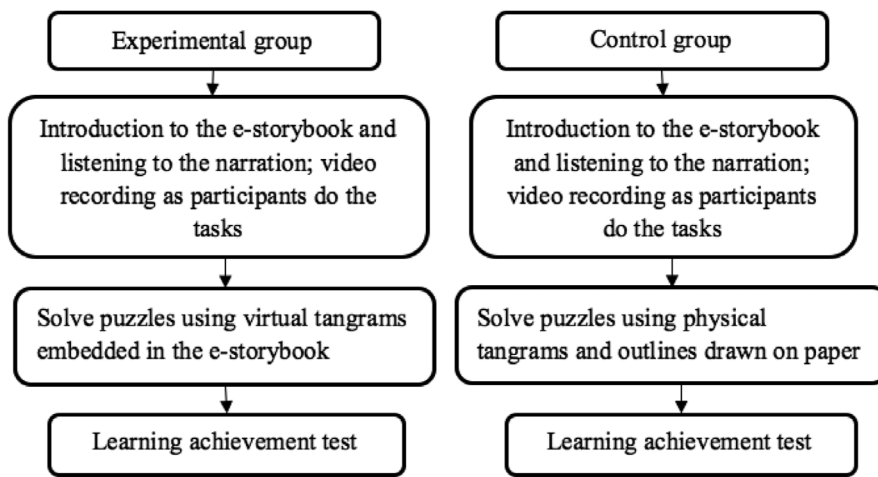 Experimental group
Introduction to the e-storybook and
listening to the narration; video
recording as participants do the
tasks
Solve puzzles using virtual tangrams
embedded in the e-storybook
Learning achievement test
Control group
Introduction to the e-storybook
and listening to the narration;
video recording as participants
do the tasks
Solve puzzles using physical
tangrams and outlines drawn on paper
Learning achievement test